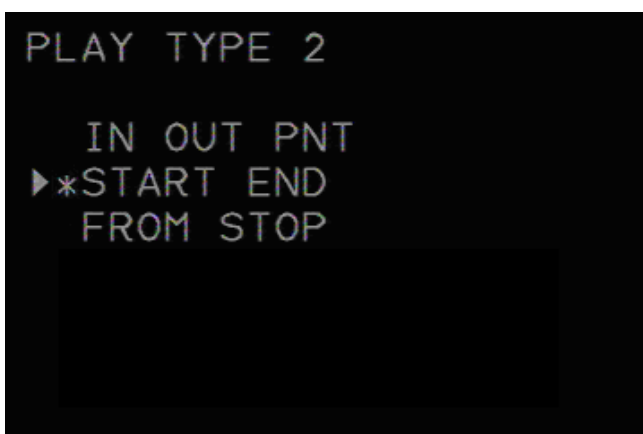 PLAY TYPE 2
IN OUT PNT
▶*START END
FROM STOP